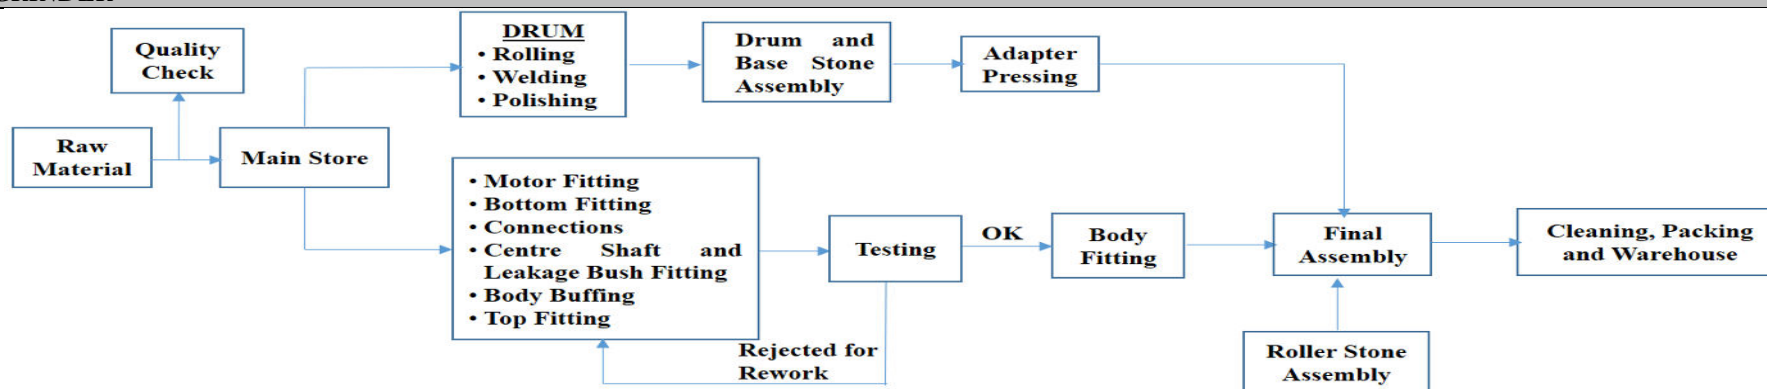 Quality
Check
Raw
Material
Main Store
DRUM
• Rolling
• Welding
• Polishing
Drum and
Base Stone
Assembly
Adapter
Pressing
• Motor Fitting
• Bottom Fitting
• Connections
• Centre Shaft and
Leakage Bush Fitting
• Body Buffing
• Top Fitting
Testing
Rejected for
Rework
OK
Body
Fitting
Final
Assembly
Roller Stone
Assembly
Cleaning, Packing
and Warehouse